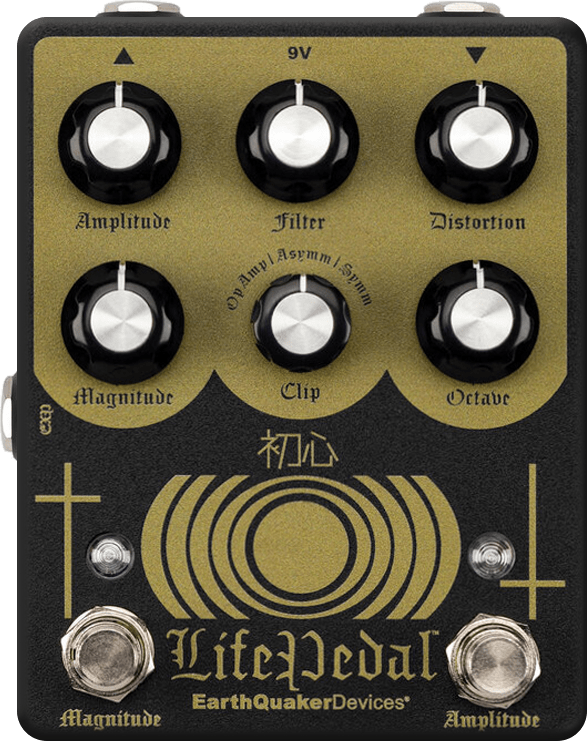 9V
Amplitude Filter Distortion
OpAmp|Asymm|Symm
Magnitude Clip Octave
exp
初心
LifePedal™
EarthQuakerDevices®
Magnitude Amplitude